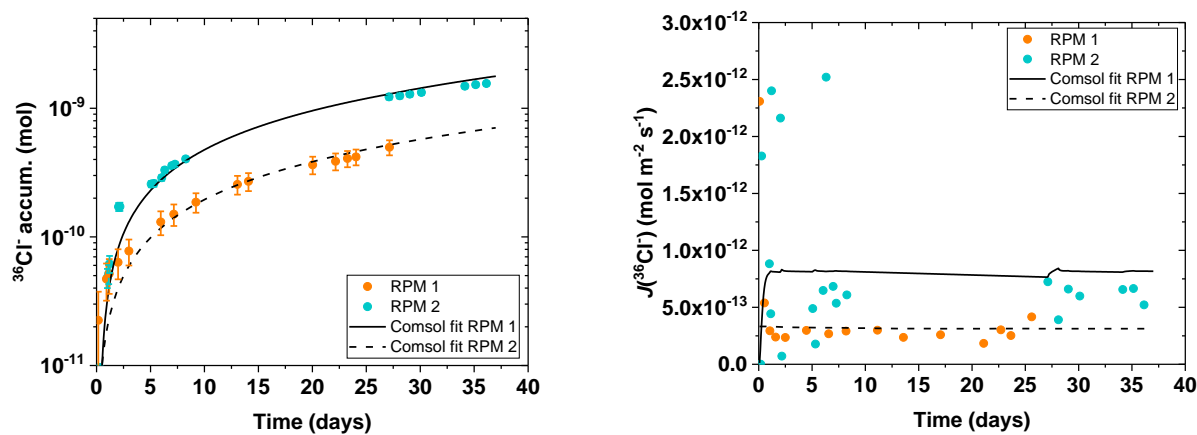 10⁻⁹
10⁻¹⁰
10⁻¹¹
³⁶Cl⁻ accum. (mol)
RPM 1
RPM 2
Comsol fit RPM 1
Comsol fit RPM 2
0 5 10 15 20 25 30 35 40
Time (days)
3.0x10⁻¹²
2.5x10⁻¹²
2.0x10⁻¹²
1.5x10⁻¹²
1.0x10⁻¹²
5.0x10⁻¹³
0.0
J(³⁶Cl⁻) (mol m⁻² s⁻¹)
RPM 1
RPM 2
Comsol fit RPM 1
Comsol fit RPM 2
0 5 10 15 20 25 30 35 40
Time (days)